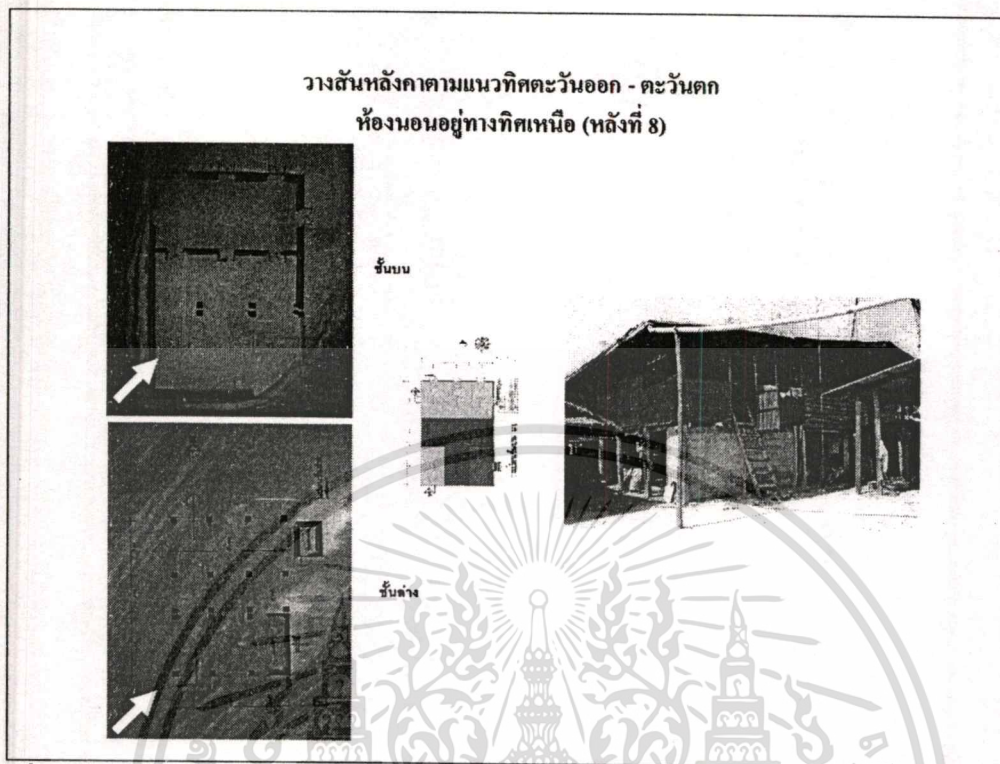 วางสันหลังคาตามแนวทิศตะวันออก - ตะวันตก
ห้องนอนอยู่ทางทิศเหนือ (หลังที่ 8)
ชั้นบน
ชั้นล่าง